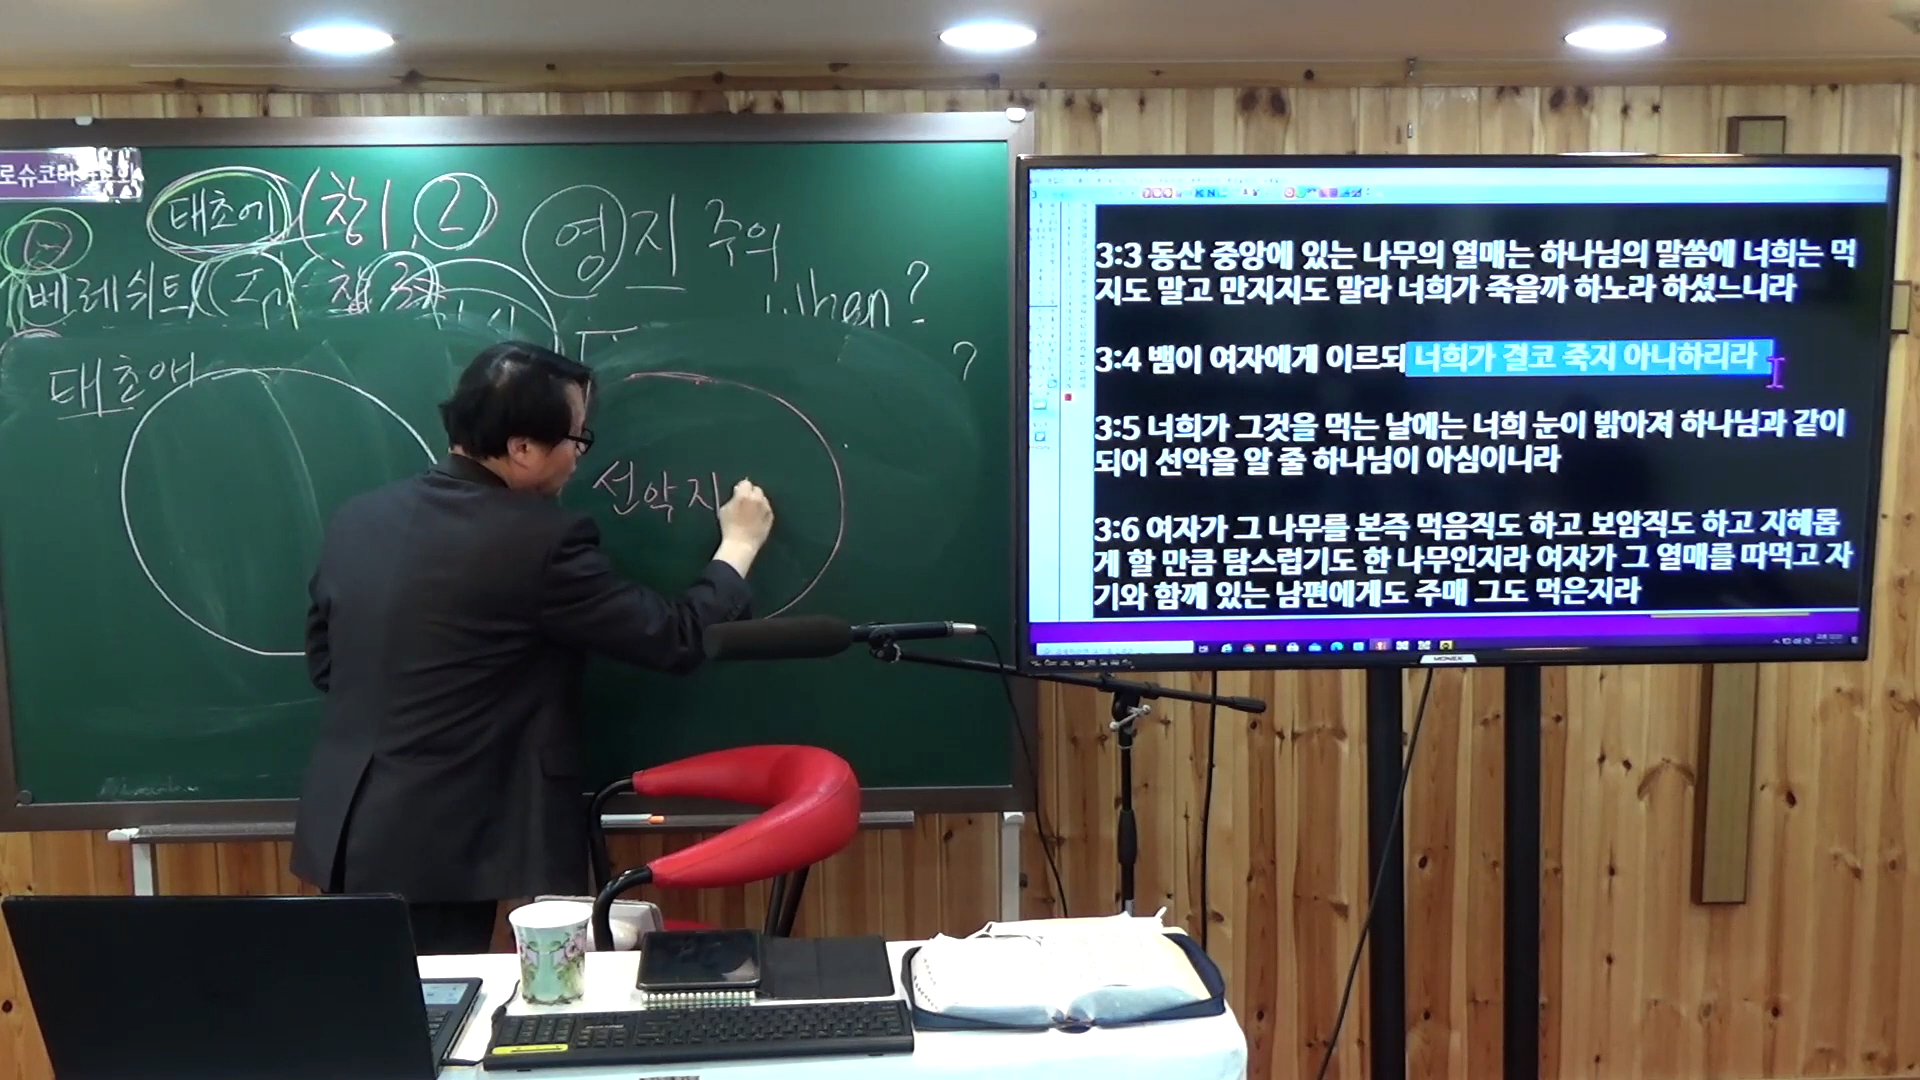 태초에 (창1, 2)
영지주의
베레쉬트
when?
?
태초에
선악지
3:3 동산 중앙에 있는 나무의 열매는 하나님의 말씀에 너희는 먹
지도 말고 만지지도 말라 너희가 죽을까 하노라 하셨느니라
3:4 뱀이 여자에게 이르되 너희가 결코 죽지 아니하리라
3:5 너희가 그것을 먹는 날에는 너희 눈이 밝아져 하나님과 같이
되어 선악을 알 줄 하나님이 아심이니라
3:6 여자가 그 나무를 본즉 먹음직도 하고 보암직도 하고 지혜롭
게 할 만큼 탐스럽기도 한 나무인지라 여자가 그 열매를 따먹고 자
기와 함께 있는 남편에게도 주매 그도 먹은지라